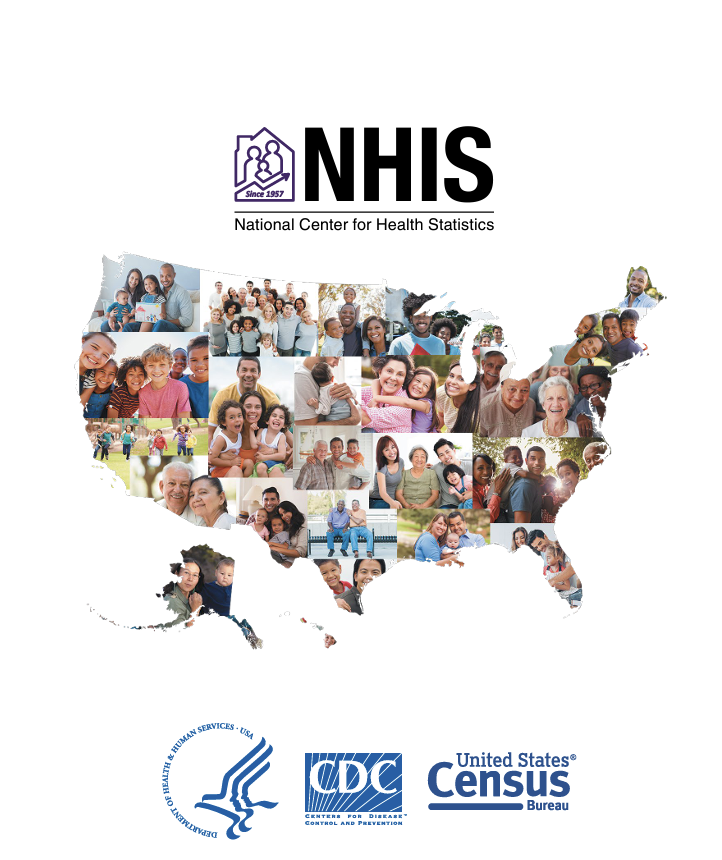 Since 1957
NHIS
National Center for Health Statistics
DEPARTMENT OF HEALTH & HUMAN SERVICES · USA
CDC
CENTERS FOR DISEASE™
CONTROL AND PREVENTION
United States®
Census
Bureau